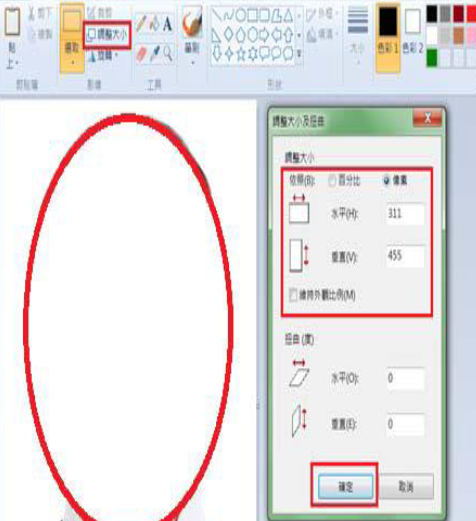 剪下
貼上
複製
選取
裁剪
調整大小
旋轉
A
筆刷
外框
填滿
大小
色彩 1
色彩 2
剪貼簿
影像
工具
形狀
調整大小及扭曲
調整大小
依照(B):
百分比
像素
水平(H):
311
垂直(V):
455
維持外觀比例(M)
扭曲 (度)
水平(O):
0
垂直(E):
0
確定
取消